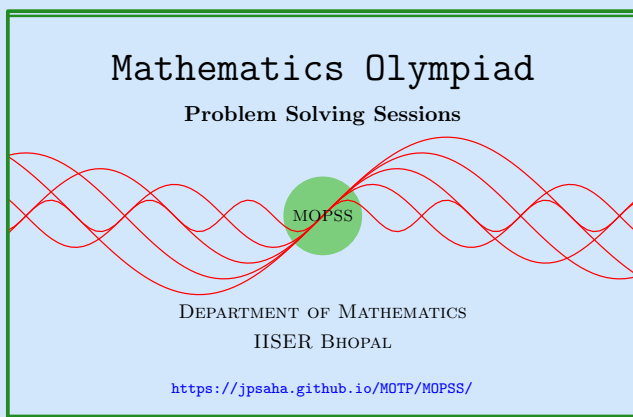 Mathematics Olympiad
Problem Solving Sessions
MOPSS
Department of Mathematics
IISER Bhopal
https://jpsaha.github.io/MOTP/MOPSS/